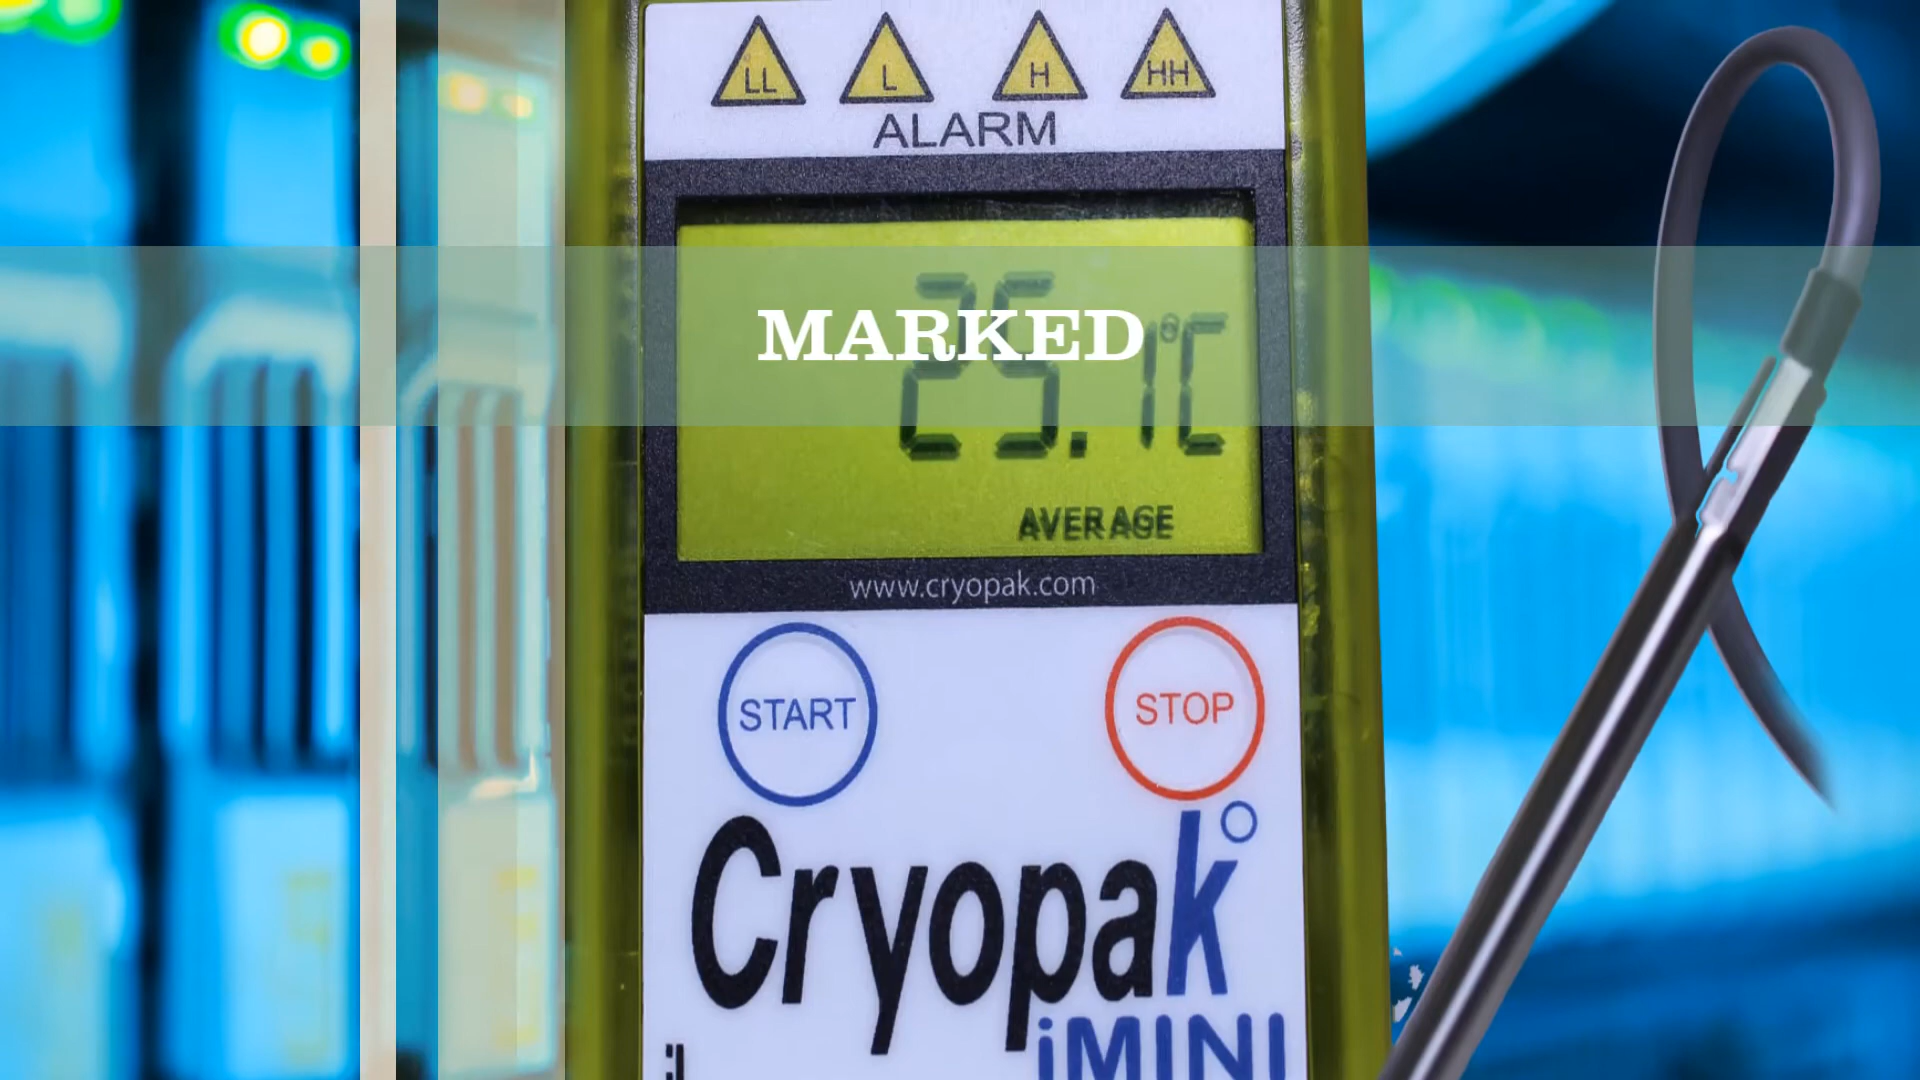 LL L H HH
ALARM
25.1°C
MARKED
AVERAGE
www.cryopak.com
START STOP
Cryopak
iMINI